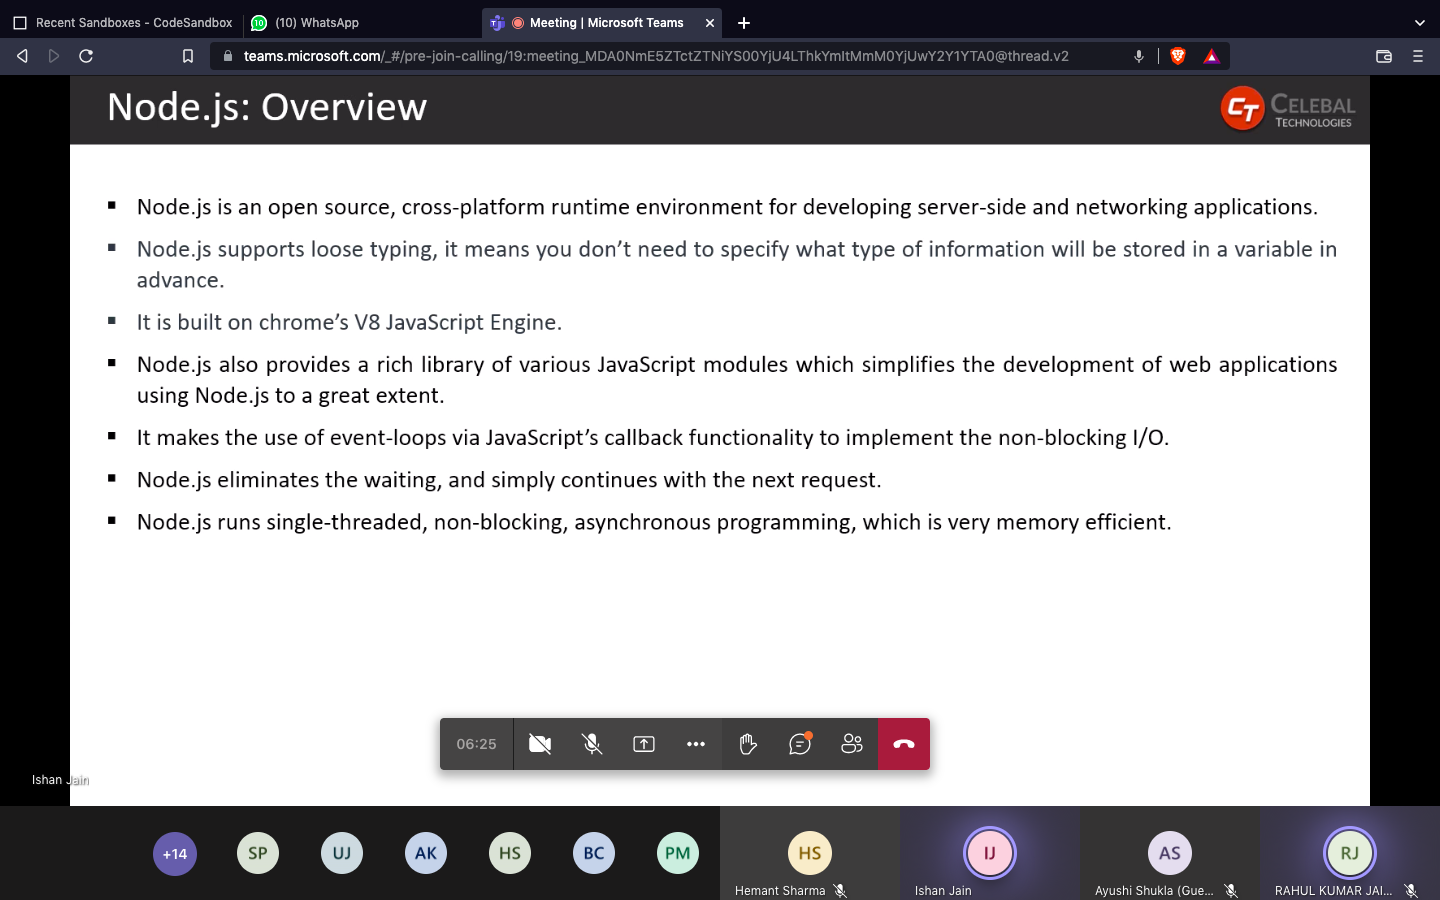 Recent Sandboxes - CodeSandbox
(10) WhatsApp
Meeting | Microsoft Teams
teams.microsoft.com/_#/pre-join-calling/19:meeting_MDA0NmE5ZTctZTNiYS00YjU4LThkYmItMmM0YjUwY2Y1YTA0@thread.v2
Node.js: Overview
CT CELEBAL
TECHNOLOGIES
▪ Node.js is an open source, cross-platform runtime environment for developing server-side and networking applications.
▪ Node.js supports loose typing, it means you don’t need to specify what type of information will be stored in a variable in
advance.
▪ It is built on chrome’s V8 JavaScript Engine.
▪ Node.js also provides a rich library of various JavaScript modules which simplifies the development of web applications
using Node.js to a great extent.
▪ It makes the use of event-loops via JavaScript’s callback functionality to implement the non-blocking I/O.
▪ Node.js eliminates the waiting, and simply continues with the next request.
▪ Node.js runs single-threaded, non-blocking, asynchronous programming, which is very memory efficient.
06:25
Ishan Jain
+14 SP UJ AK HS BC PM HS IJ AS RJ
Hemant Sharma Ishan Jain Ayushi Shukla (Gue... RAHUL KUMAR JAI...